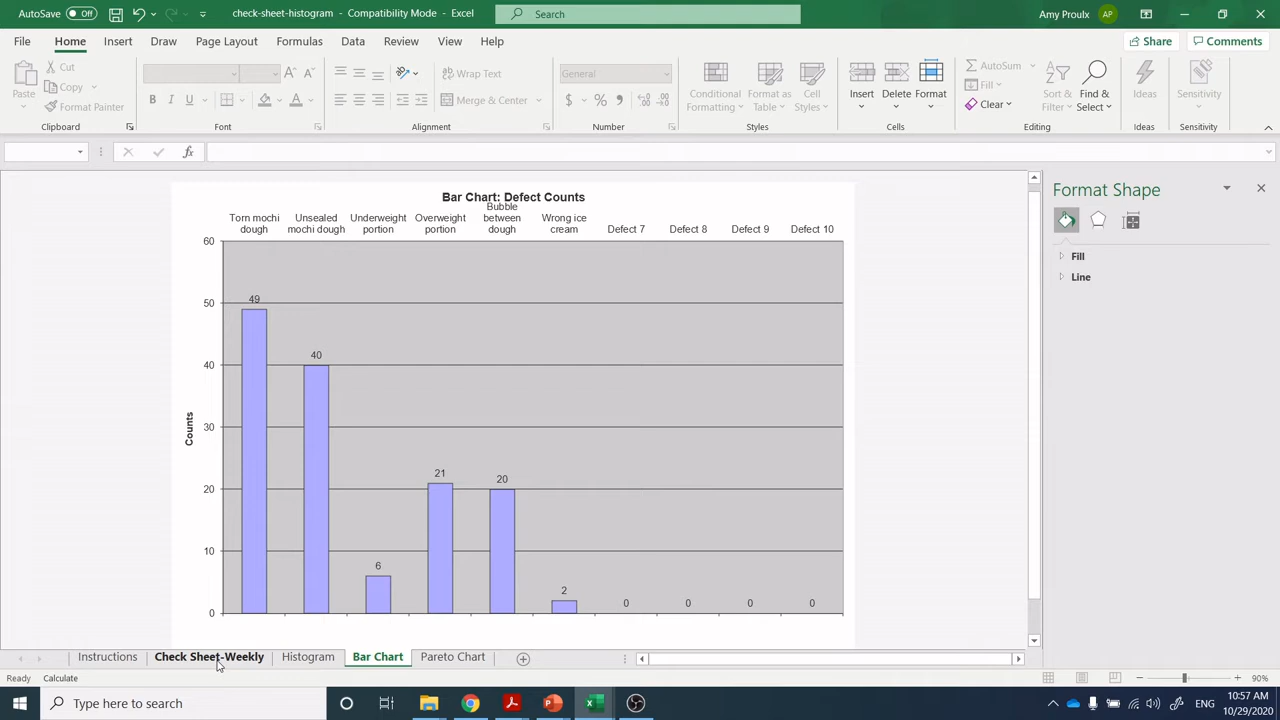 AutoSave Off check-sheet-histogram - Compatibility Mode - Excel Search Amy Proulx AP
File Home Insert Draw Page Layout Formulas Data Review View Help Share Comments
Paste Cut Copy Format Painter Clipboard
B I U A Font
Wrap Text Merge & Center Alignment
General $ % Number
Conditional Formatting Format as Table Cell Styles Styles
Insert Delete Format Cells
AutoSum Fill Clear Sort & Filter Find & Select Editing
Ideas Ideas
Sensitivity Sensitivity
fx
Bar Chart: Defect Counts
Torn mochi dough
Unsealed mochi dough
Underweight portion
Overweight portion
Bubble between dough
Wrong ice cream
Defect 7
Defect 8
Defect 9
Defect 10
60
50
40
30
20
10
0
Counts
49
40
6
21
20
2
0
0
0
0
Format Shape
Fill
Line
Instructions Check Sheet-Weekly Histogram Bar Chart Pareto Chart
Ready Calculate 90%
Type here to search
10:57 AM
10/29/2020